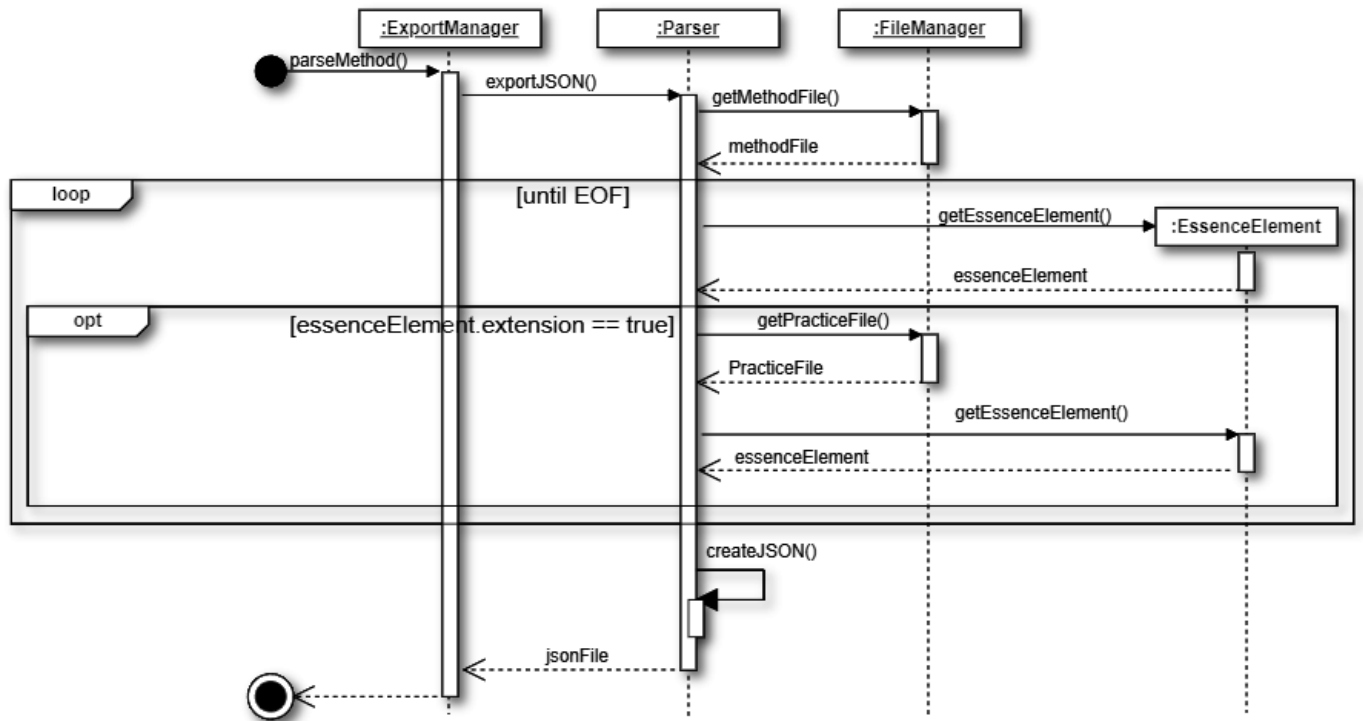 :ExportManager
:Parser
:FileManager
parseMethod()
exportJSON()
getMethodFile()
methodFile
loop
[until EOF]
getEssenceElement()
:EssenceElement
essenceElement
opt
[essenceElement.extension == true]
getPracticeFile()
PracticeFile
getEssenceElement()
essenceElement
createJSON()
jsonFile